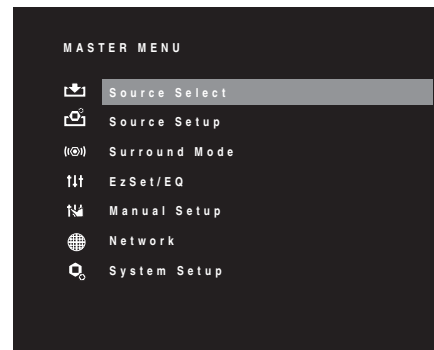 MASTER MENU
Source Select
Source Setup
Surround Mode
EzSet/EQ
Manual Setup
Network
System Setup